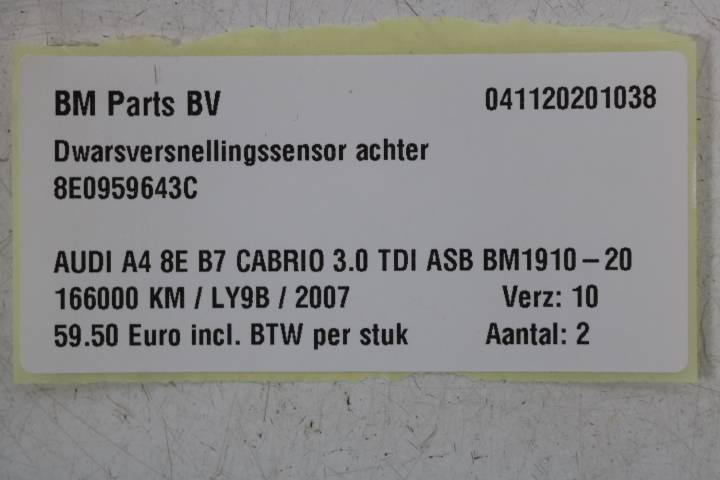 BM Parts BV 041120201038
Dwarsversnellingssensor achter
8E0959643C
AUDI A4 8E B7 CABRIO 3.0 TDI ASB BM1910-20
166000 KM / LY9B / 2007 Verz: 10
59.50 Euro incl. BTW per stuk Aantal: 2